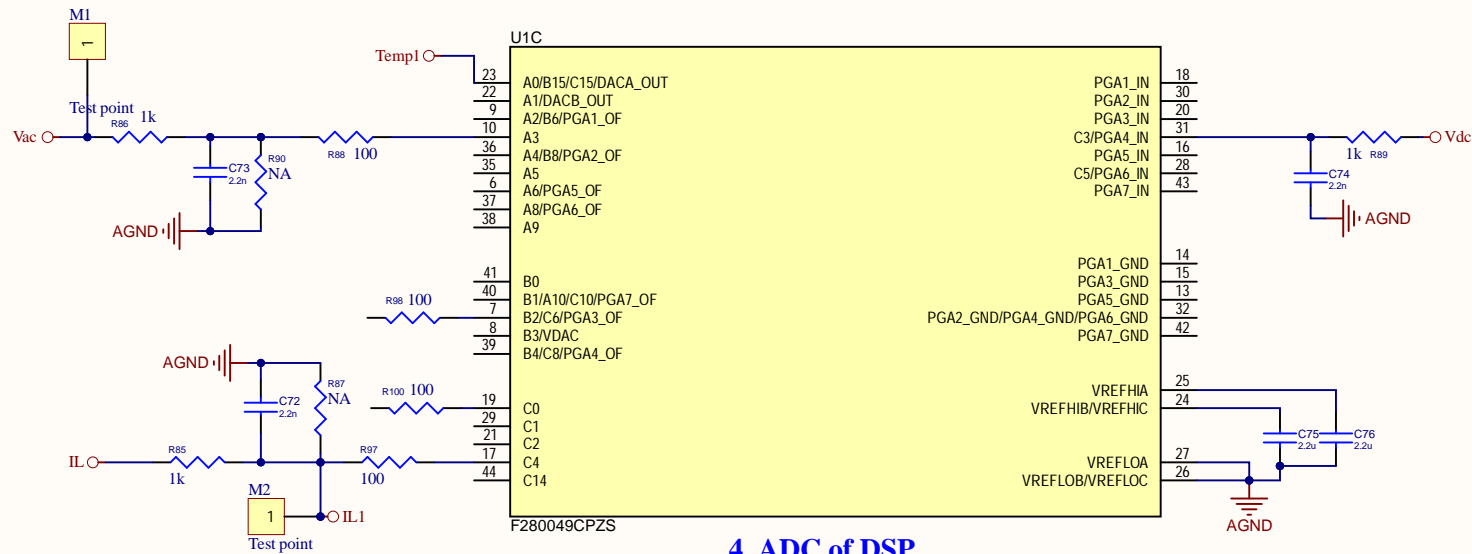 M1
1
Test point
Vac
R86 1k
C73
2.2n
R90
NA
R88 100
AGND
Temp1
U1C
23 A0/B15/C15/DACA_OUT
22 A1/DACB_OUT
9 A2/B6/PGA1_OF
10 A3
36 A4/B8/PGA2_OF
35 A5
6 A6/PGA5_OF
37 A8/PGA6_OF
38 A9
41 B0
40 B1/A10/C10/PGA7_OF
7 B2/C6/PGA3_OF
8 B3/VDAC
39 B4/C8/PGA4_OF
19 C0
29 C1
21 C2
17 C4
44 C14
PGA1_IN 18
PGA2_IN 30
PGA3_IN 20
C3/PGA4_IN 31
PGA5_IN 16
C5/PGA6_IN 28
PGA7_IN 43
PGA1_GND 14
PGA3_GND 15
PGA5_GND 13
PGA2_GND/PGA4_GND/PGA6_GND 32
PGA7_GND 42
VREFHIA 25
VREFHIB/VREFHIC 24
VREFLOA 27
VREFLOB/VREFLOC 26
F280049CPZS
Vdc
1k R89
C74
2.2n
AGND
R98 100
R100 100
AGND
C72
2.2n
R87
NA
IL
R85
1k
R97
100
M2
1
IL1
Test point
C75
2.2u
C76
2.2u
AGND
4. ADC of DSP